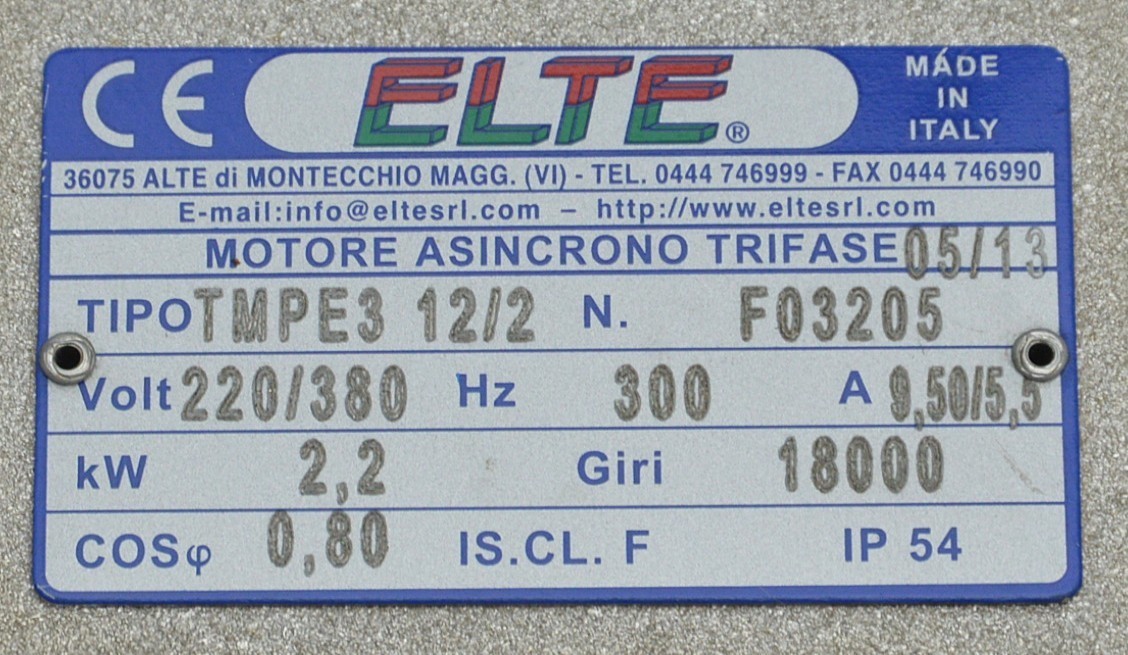 CE ELTE® MADE
IN
ITALY
36075 ALTE di MONTECCHIO MAGG. (VI) - TEL. 0444 746999 - FAX 0444 746990
E-mail:info@eltesrl.com – http://www.eltesrl.com
MOTORE ASINCRONO TRIFASE 05/13
TIPO TMPE3 12/2 N. F03205
Volt 220/380 Hz 300 A 9,50/5,5
kW 2,2 Giri 18000
COSφ 0,80 IS.CL. F IP 54